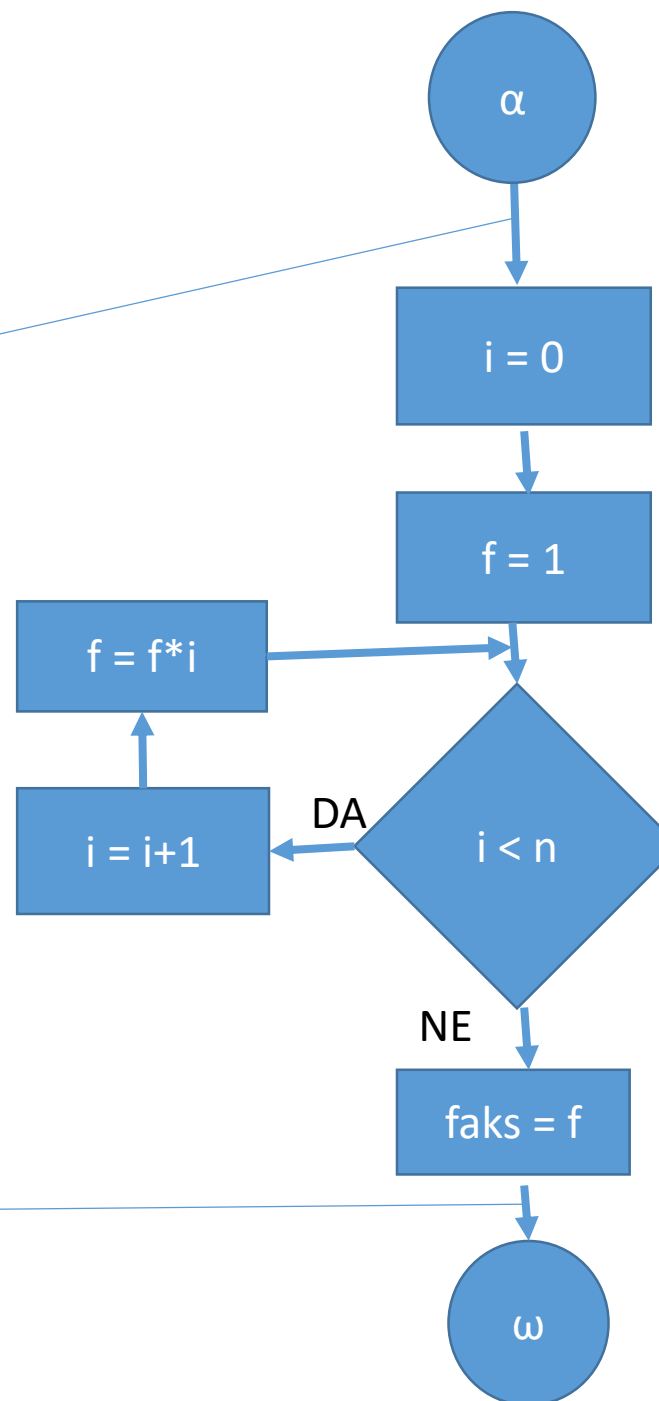 α
i = 0
f = 1
f = f*i
i = i+1
DA
i < n
NE
faks = f
ω